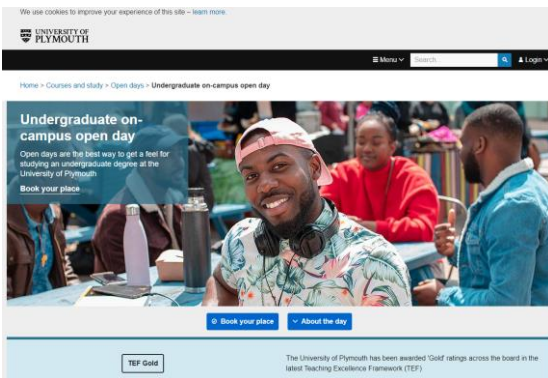 We use cookies to improve your experience of this site – learn more.
UNIVERSITY OF
PLYMOUTH
Menu
Search
Login
Home > Courses and study > Open days > Undergraduate on-campus open day
Undergraduate on-
campus open day
Open days are the best way to get a feel for
studying an undergraduate degree at the
University of Plymouth
Book your place
Book your place
About the day
TEF Gold
The University of Plymouth has been awarded 'Gold' ratings across the board in the
latest Teaching Excellence Framework (TEF)